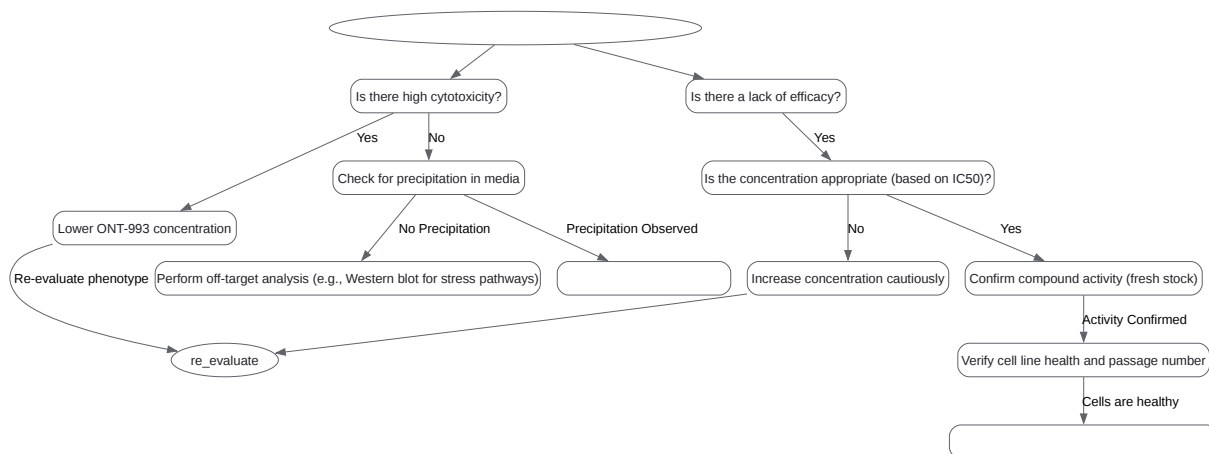 Is there high cytotoxicity?
Is there a lack of efficacy?
Yes
No
Yes
Check for precipitation in media
Is the concentration appropriate (based on IC50)?
Lower ONT-993 concentration
No Precipitation
Precipitation Observed
No
Yes
Re-evaluate phenotype
Perform off-target analysis (e.g., Western blot for stress pathways)
Increase concentration cautiously
Confirm compound activity (fresh stock)
Activity Confirmed
re_evaluate
Verify cell line health and passage number
Cells are healthy